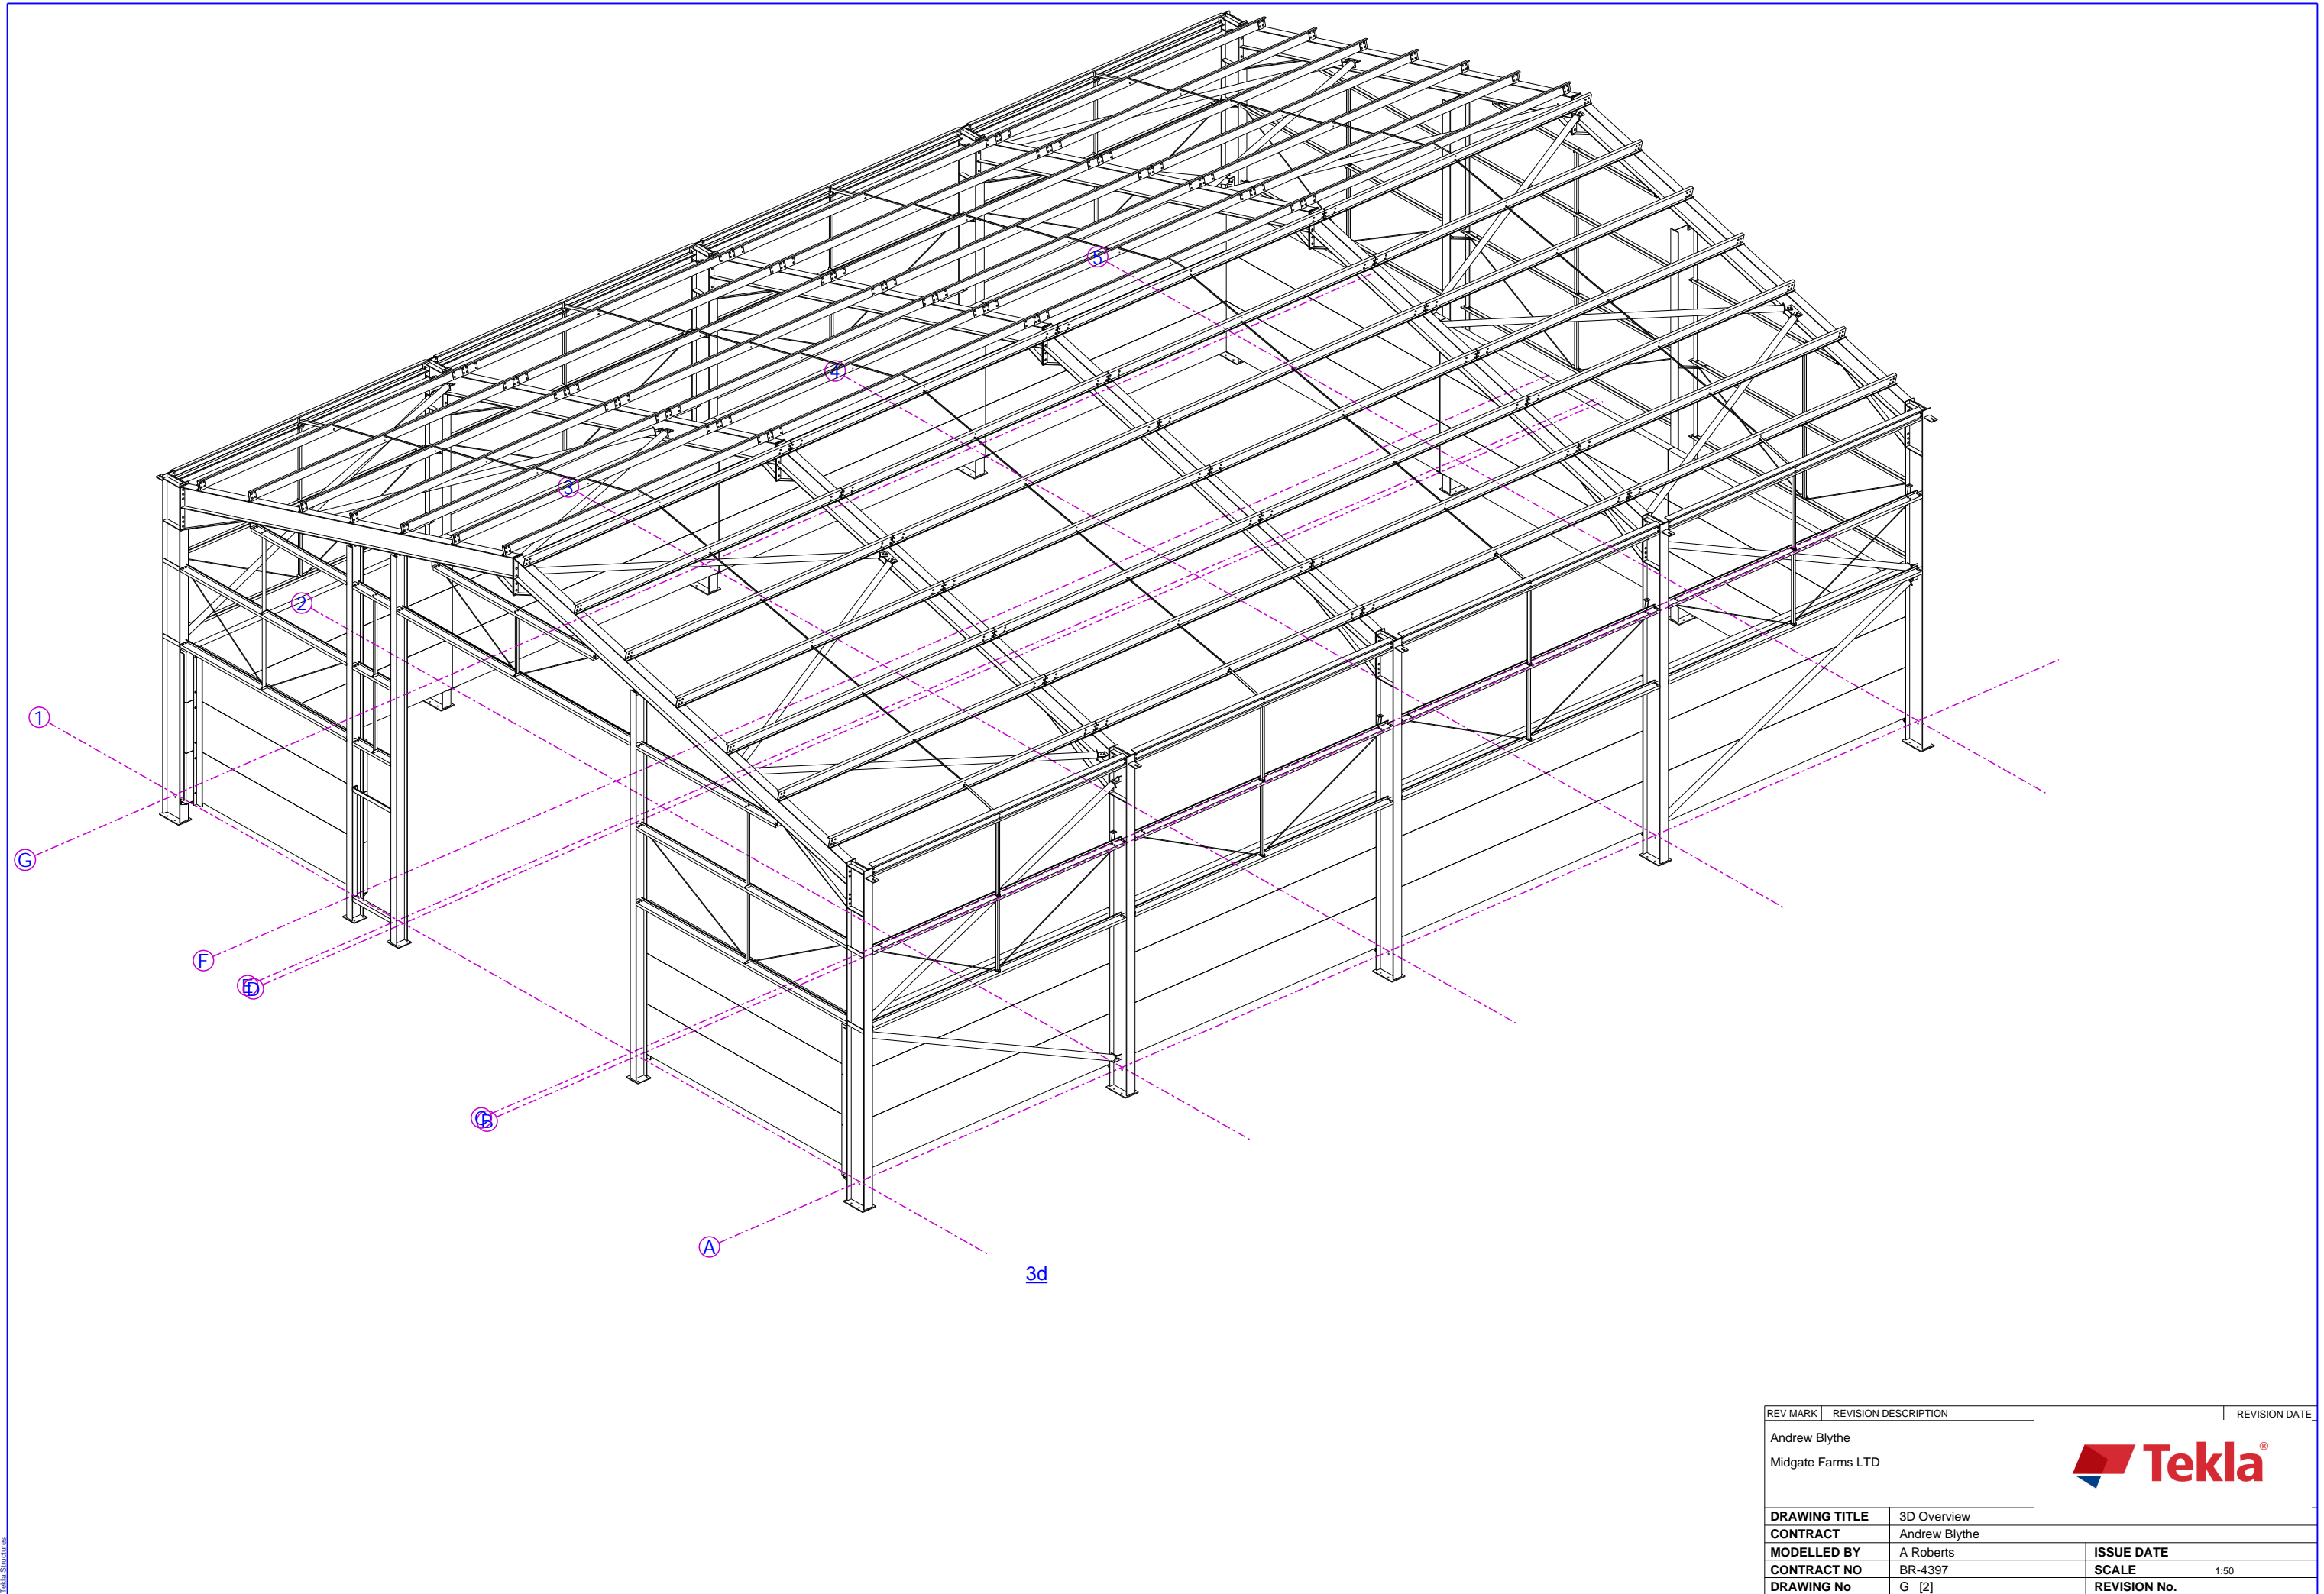 5
4
3
2
1
G
F
E
D
C
B
A
3d
REV MARK REVISION DESCRIPTION REVISION DATE
Andrew Blythe
Midgate Farms LTD
Tekla®
DRAWING TITLE 3D Overview
CONTRACT Andrew Blythe
MODELLED BY A Roberts ISSUE DATE
CONTRACT NO BR-4397 SCALE 1:50
DRAWING No G [2] REVISION No.
Tekla Structures